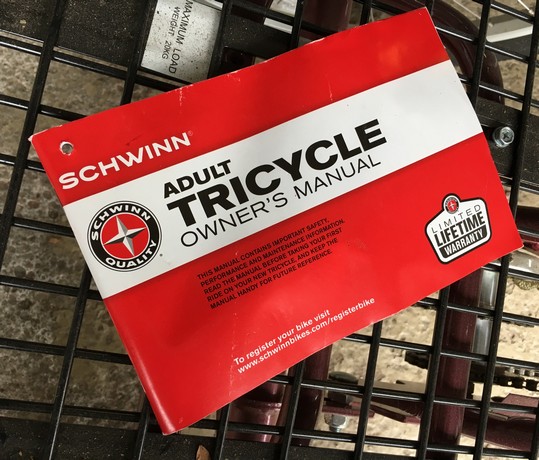 MAXIMUM LOAD
WEIGHT 20KG
SCHWINN®
ADULT
TRICYCLE
OWNER'S MANUAL
SCHWINN
QUALITY
THIS MANUAL CONTAINS IMPORTANT SAFETY,
PERFORMANCE AND MAINTENANCE INFORMATION.
READ THE MANUAL BEFORE TAKING YOUR FIRST
RIDE ON YOUR NEW TRICYCLE, AND KEEP THE
MANUAL HANDY FOR FUTURE REFERENCE.
LIMITED
LIFETIME
WARRANTY
To register your bike visit
www.schwinnbikes.com/registerbike